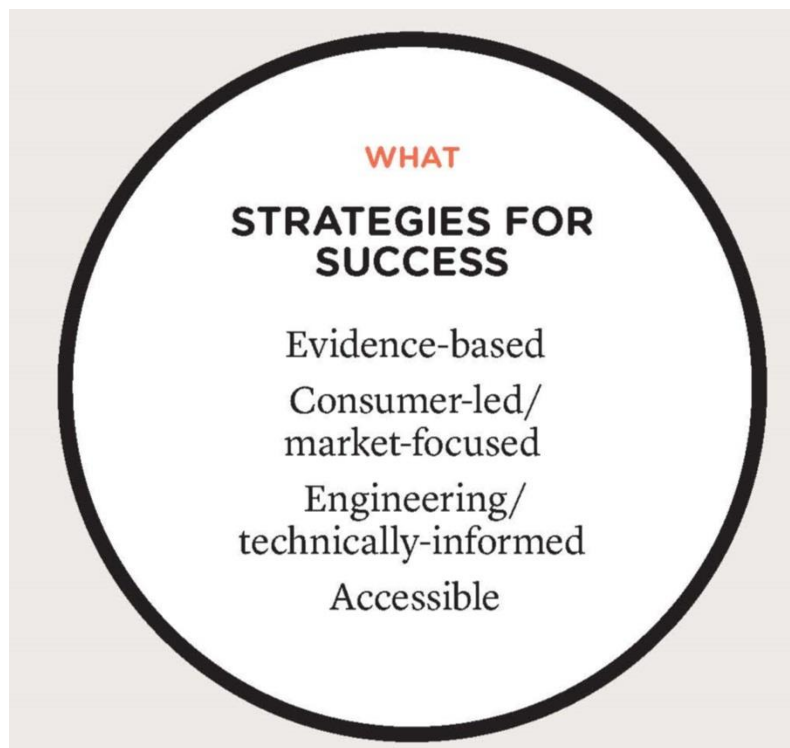 WHAT
STRATEGIES FOR
SUCCESS
Evidence-based
Consumer-led/
market-focused
Engineering/
technically-informed
Accessible